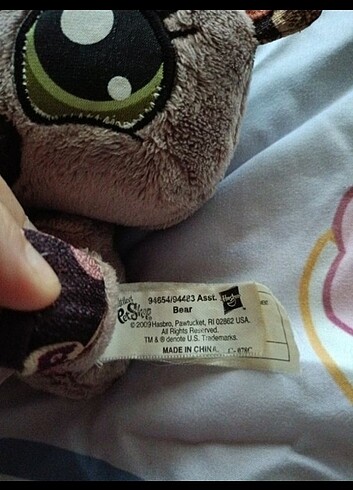 Pet Shop
94654/94483 Asst.
Bear
Hasbro
© 2009 Hasbro, Pawtucket, RI 02862 USA.
All Rights Reserved.
TM & ® denote U.S. Trademarks.
MADE IN CHINA.